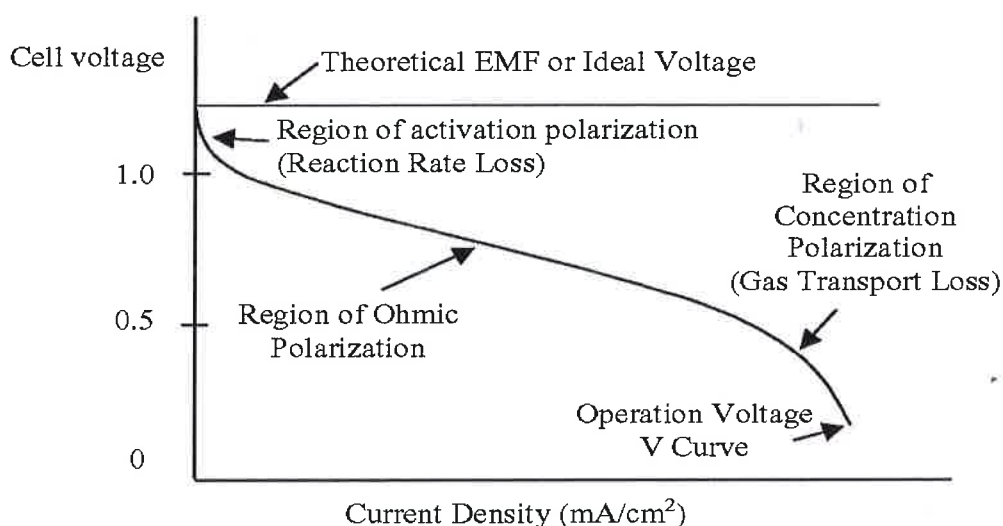 Cell voltage
Theoretical EMF or Ideal Voltage
Region of activation polarization
(Reaction Rate Loss)
1.0
Region of
Concentration
Polarization
(Gas Transport Loss)
0.5
Region of Ohmic
Polarization
Operation Voltage
V Curve
0
Current Density (mA/cm²)